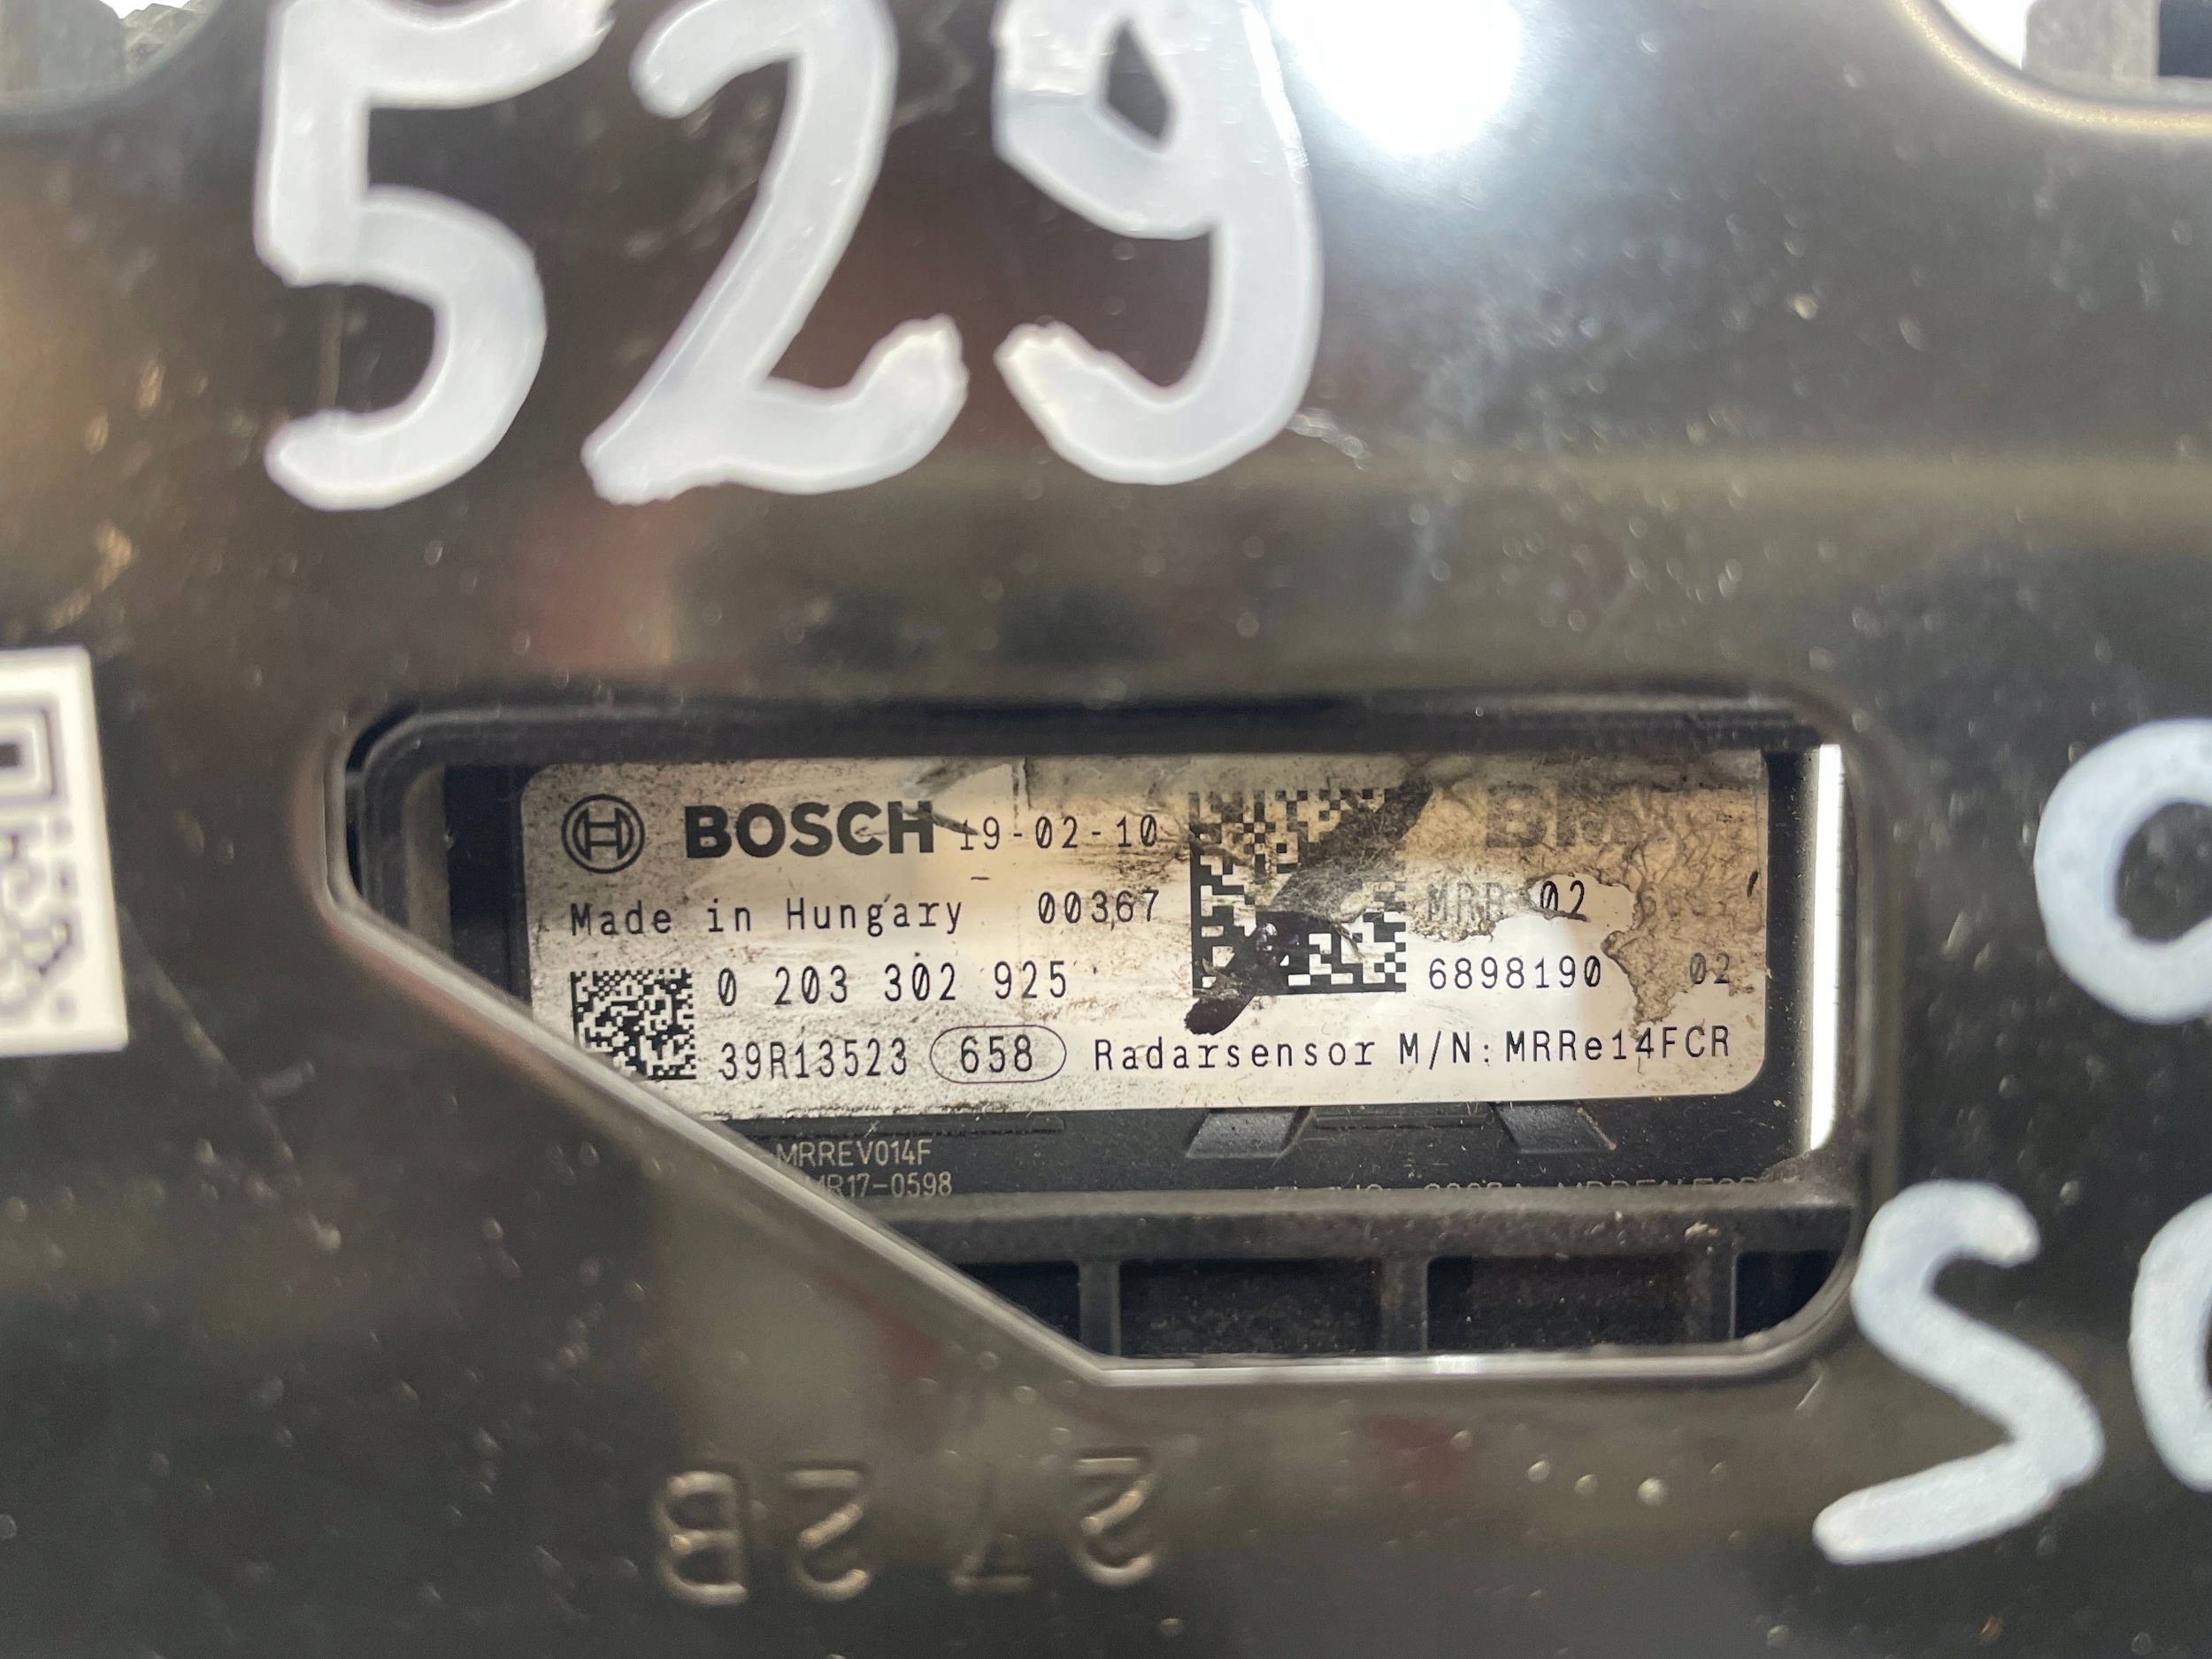 529
BOSCH 19-02-10
Made in Hungary 00367
MRR 02
0 203 302 925
6898190 02
39R13523 658 Radarsensor M/N:MRRe14FCR
MRREV014F
MR17-0598